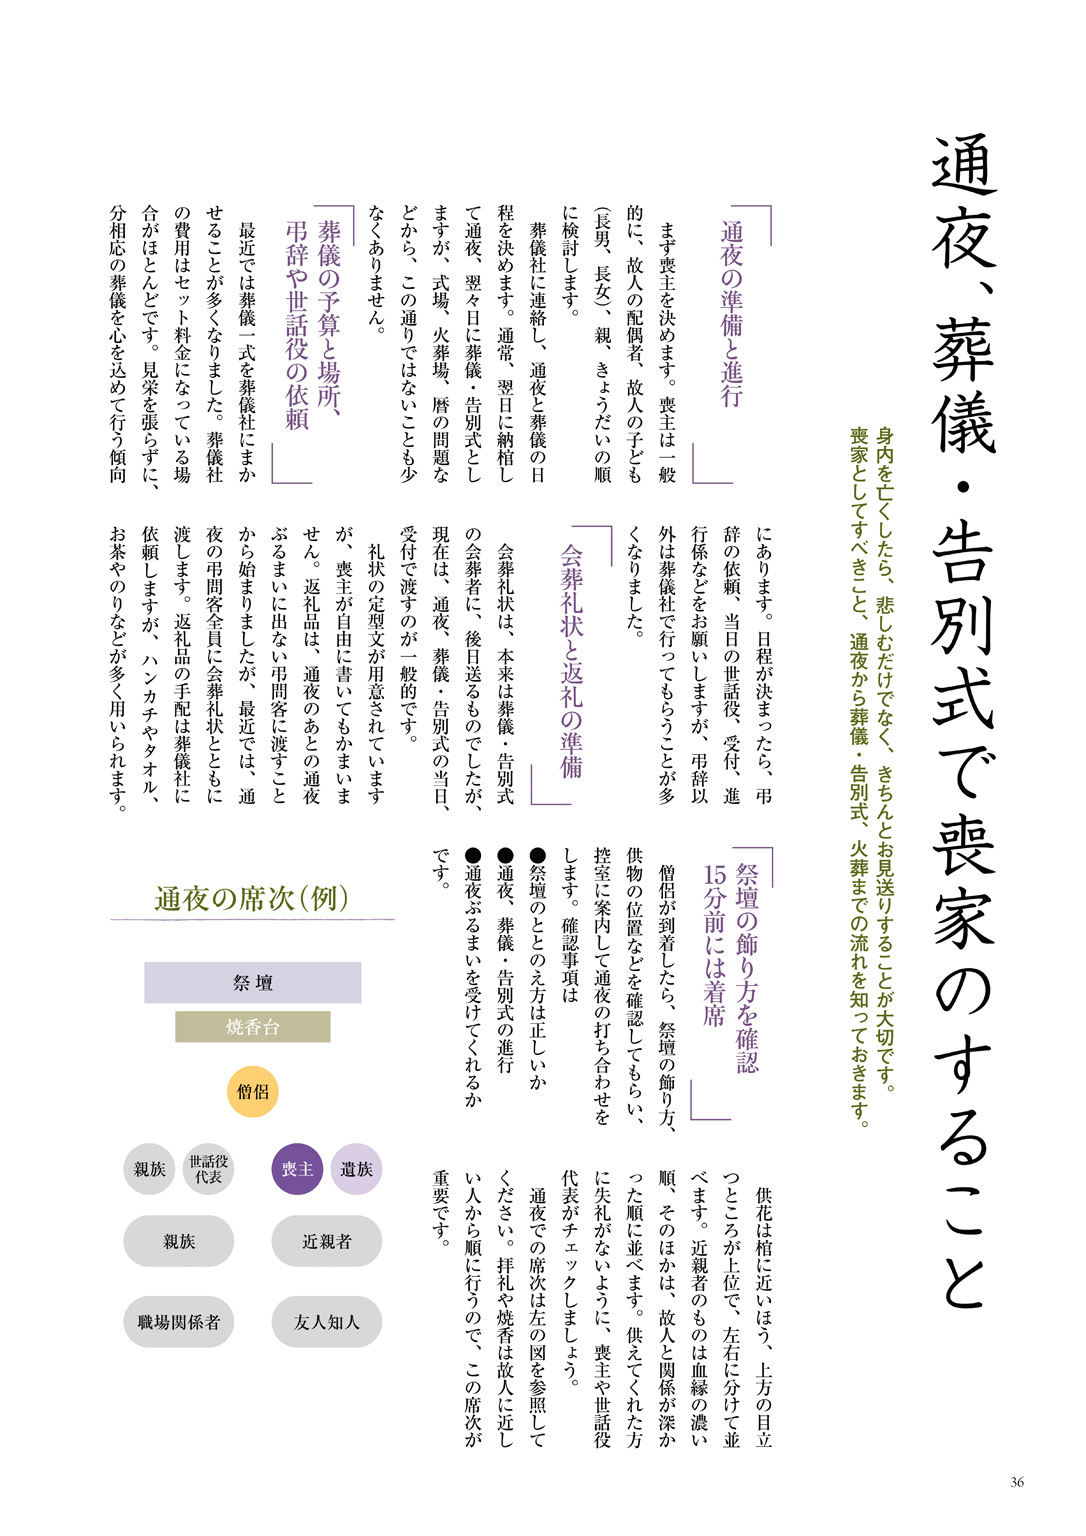 通夜、葬儀・告別式で喪家のすること
身内を亡くしたら、悲しむだけでなく、きちんとお見送りすることが大切です。
喪家としてすべきこと、通夜から葬儀・告別式、火葬までの流れを知っておきます。
通夜の準備と進行
まず喪主を決めます。喪主は一般
的に、故人の配偶者、故人の子ども
（長男、長女）、親、きょうだいの順
に検討します。
葬儀社に連絡し、通夜と葬儀の日
程を決めます。通常、翌日に納棺し
て通夜、翌々日に葬儀・告別式とし
ますが、式場、火葬場、暦の問題な
どから、この通りではないことも少
なくありません。
葬儀の予算と場所、
弔辞や世話役の依頼
最近では葬儀一式を葬儀社にまか
せることが多くなりました。葬儀社
の費用はセット料金になっている場
合がほとんどです。見栄を張らずに、
分相応の葬儀を心を込めて行う傾向
にあります。日程が決まったら、弔
辞の依頼、当日の世話役、受付、進
行係などをお願いしますが、弔辞以
外は葬儀社で行ってもらうことが多
くなりました。
会葬礼状と返礼の準備
会葬礼状は、本来は葬儀・告別式
の会葬者に、後日送るものでしたが、
現在は、通夜、葬儀・告別式の当日、
受付で渡すのが一般的です。
礼状の定型文が用意されています
が、喪主が自由に書いてもかまいま
せん。返礼品は、通夜のあとの通夜
ぶるまいに出ない弔問客に渡すこと
から始まりましたが、最近では、通
夜の弔問客全員に会葬礼状とともに
渡します。返礼品の手配は葬儀社に
依頼しますが、ハンカチやタオル、
お茶やのりなどが多く用いられます。
祭壇の飾り方を確認
15分前には着席
僧侶が到着したら、祭壇の飾り方、
供物の位置などを確認してもらい、
控室に案内して通夜の打ち合わせを
します。確認事項は
●祭壇のととのえ方は正しいか
●通夜、葬儀・告別式の進行
●通夜ぶるまいを受けてくれるか
です。
供花は棺に近いほう、上方の目立
つところが上位で、左右に分けて並
べます。近親者のものは血縁の濃い
順、そのほかは、故人と関係が深か
った順に並べます。供えてくれた方
に失礼がないように、喪主や世話役
代表がチェックしましょう。
通夜での席次は左の図を参照して
ください。拝礼や焼香は故人に近し
い人から順に行うので、この席次が
重要です。
通夜の席次（例）
祭壇
焼香台
僧侶
親族
世話役
代表
喪主
遺族
親族
近親者
職場関係者
友人知人
36